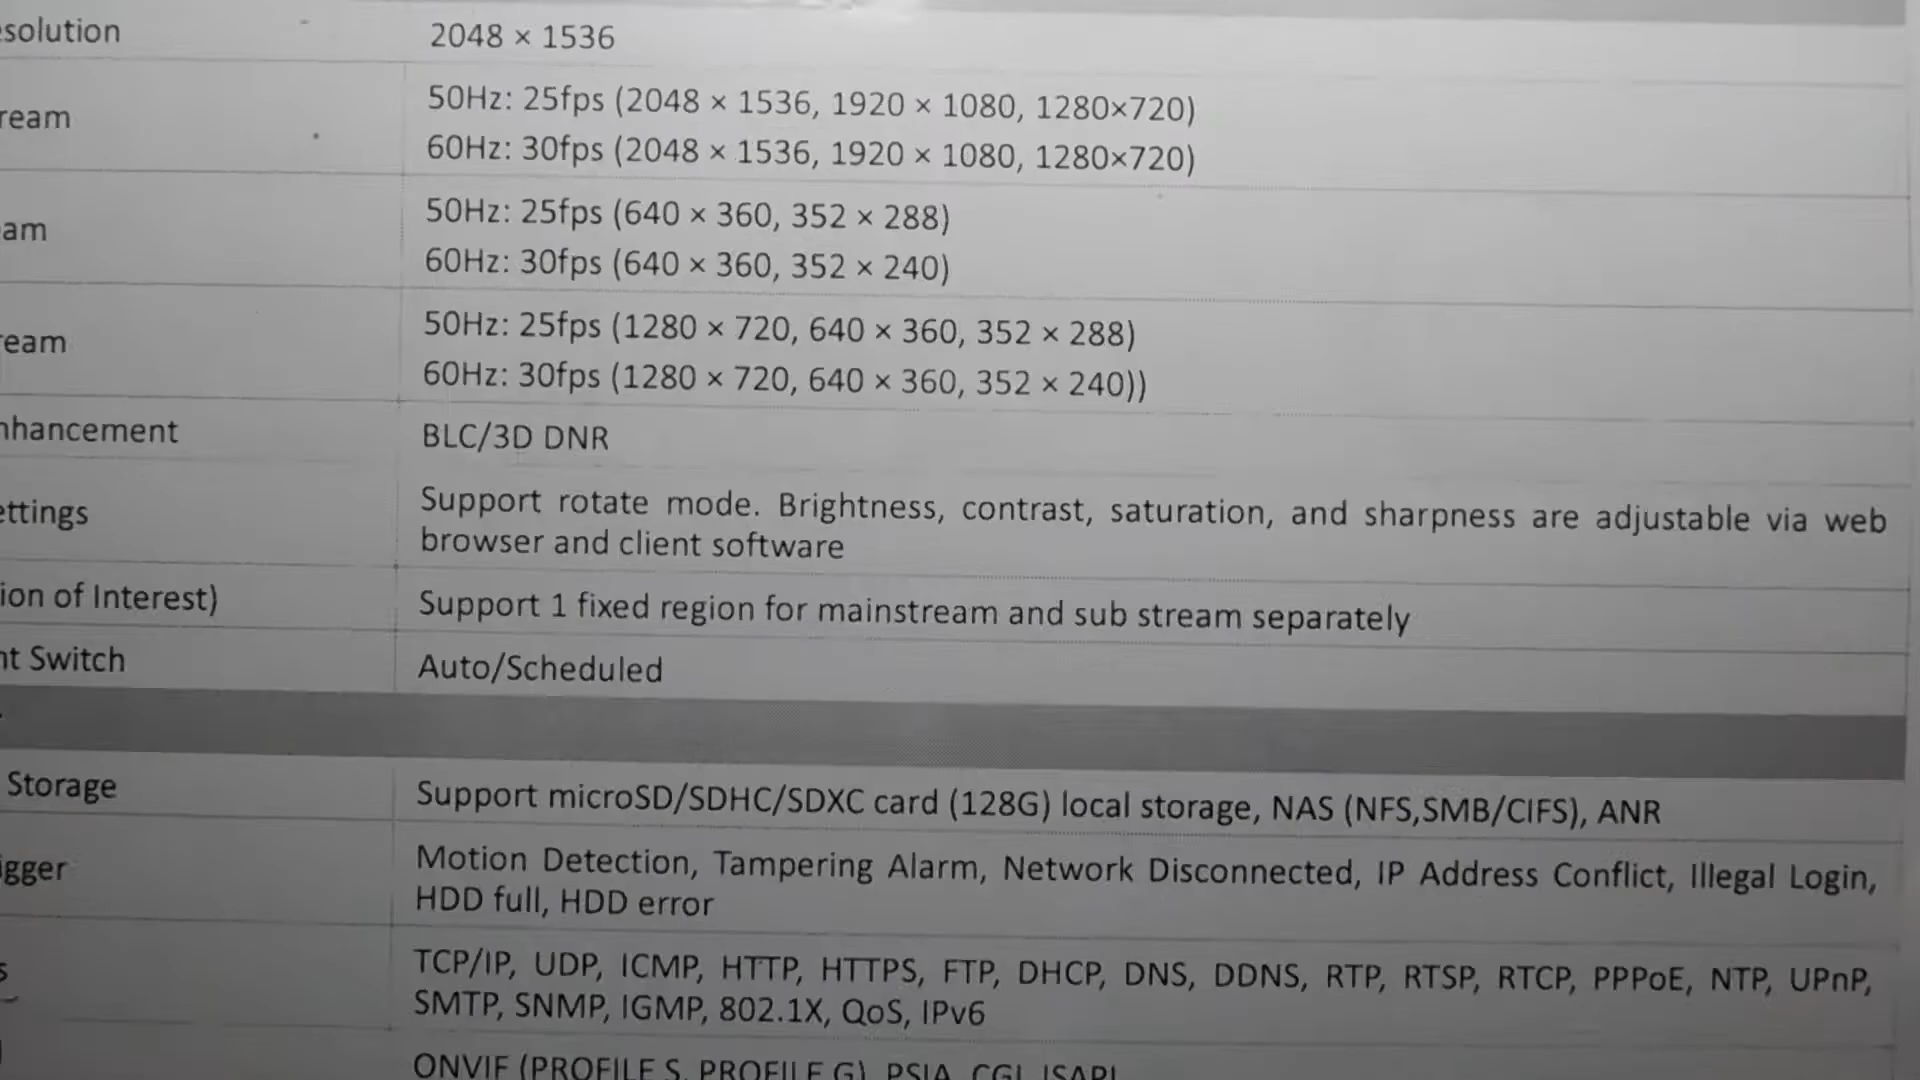 esolution 2048 × 1536
ream 50Hz: 25fps (2048 × 1536, 1920 × 1080, 1280×720)
60Hz: 30fps (2048 × 1536, 1920 × 1080, 1280×720)
am 50Hz: 25fps (640 × 360, 352 × 288)
60Hz: 30fps (640 × 360, 352 × 240)
ream 50Hz: 25fps (1280 × 720, 640 × 360, 352 × 288)
60Hz: 30fps (1280 × 720, 640 × 360, 352 × 240))
nhancement BLC/3D DNR
ettings Support rotate mode. Brightness, contrast, saturation, and sharpness are adjustable via web
browser and client software
ion of Interest) Support 1 fixed region for mainstream and sub stream separately
nt Switch Auto/Scheduled
Storage Support microSD/SDHC/SDXC card (128G) local storage, NAS (NFS,SMB/CIFS), ANR
igger Motion Detection, Tampering Alarm, Network Disconnected, IP Address Conflict, Illegal Login,
HDD full, HDD error
s TCP/IP, UDP, ICMP, HTTP, HTTPS, FTP, DHCP, DNS, DDNS, RTP, RTSP, RTCP, PPPoE, NTP, UPnP,
SMTP, SNMP, IGMP, 802.1X, QoS, IPv6
ONVIF (PROFILE S, PROFILE G), PSIA, CGI, ISAPI